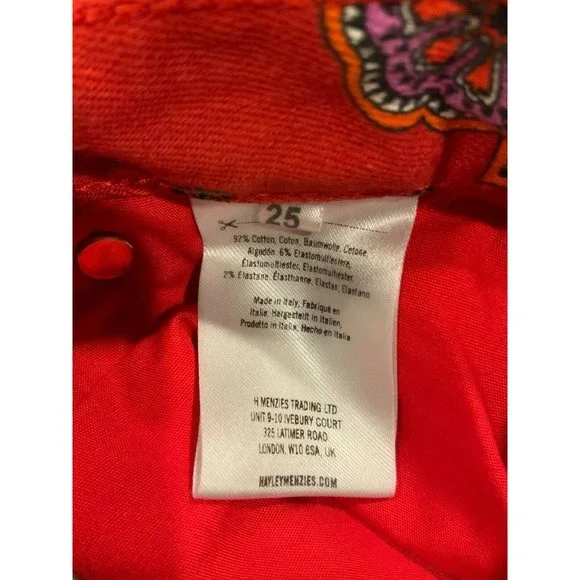 25
92% Cotton, Coton, Baumwolle, Cotone
Algodón. 6% Elastomultiestere,
Élastomultiester, Elastomultiéster,
2% Elastane, Élasthanne, Elastan, Elastano
Made in Italy, Fabriqué en
Italie, Hergestellt in Italien,
Prodotto in Italia, Hecho en Italia
H MENZIES TRADING LTD
UNIT 9-10 IVEBURY COURT
325 LATIMER ROAD
LONDON, W10 6SA, UK
HAYLEYMENZIES.COM